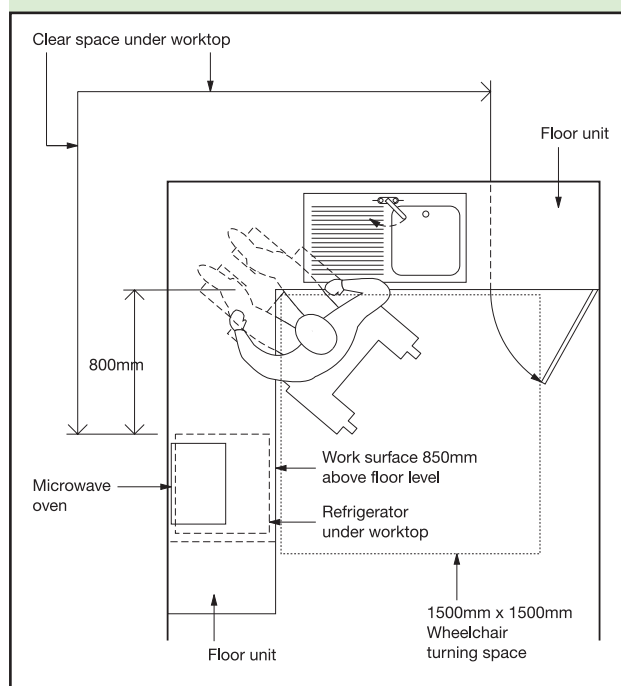 Clear space under worktop
Floor unit
800mm
Microwave
oven
Work surface 850mm
above floor level
Refrigerator
under worktop
1500mm x 1500mm
Wheelchair
turning space
Floor unit